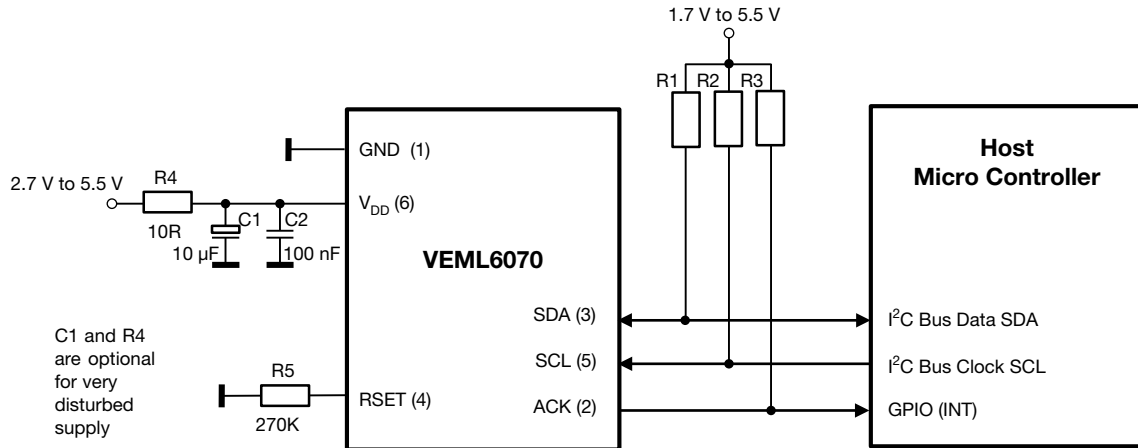 1.7 V to 5.5 V
R1
R2
R3
GND (1)
2.7 V to 5.5 V
R4
10R
C1
10 µF
C2
100 nF
V_DD (6)
VEML6070
Host
Micro Controller
SDA (3)
I²C Bus Data SDA
SCL (5)
I²C Bus Clock SCL
ACK (2)
GPIO (INT)
C1 and R4
are optional
for very
disturbed
supply
R5
270K
RSET (4)